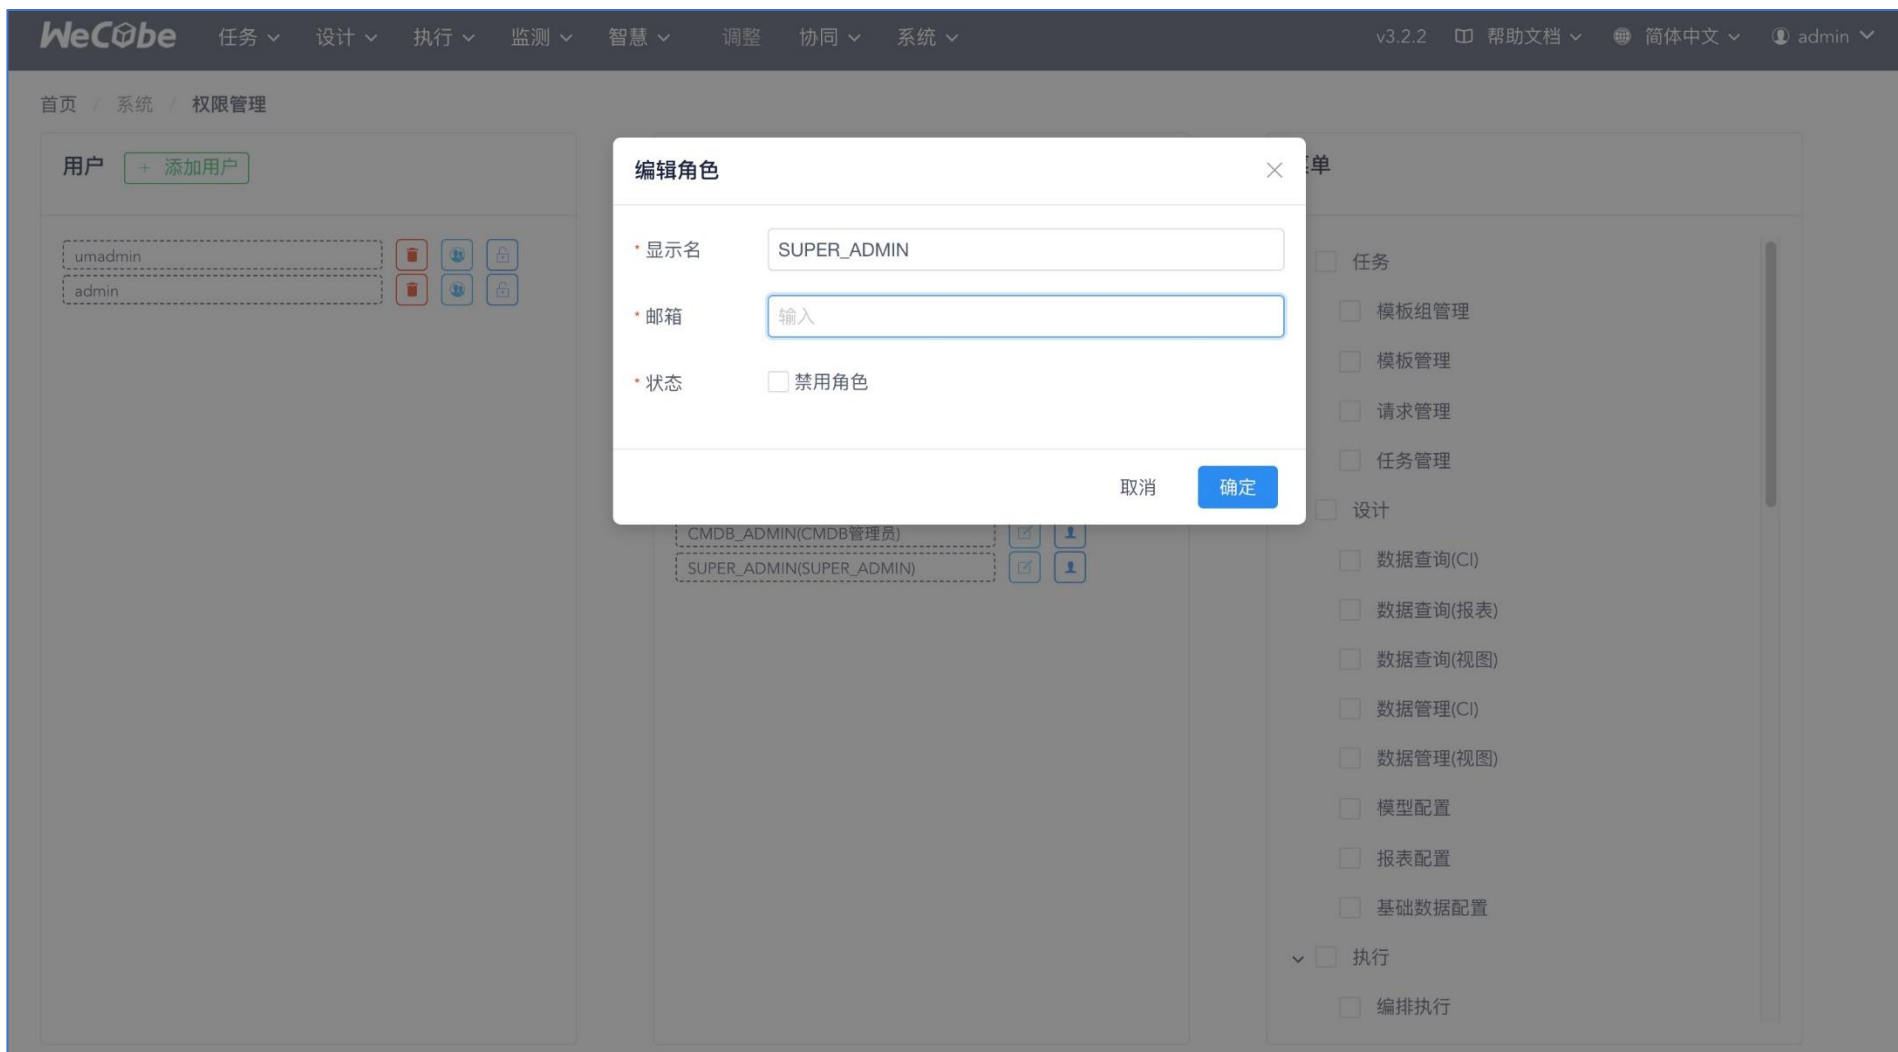 WeCube 任务 设计 执行 监测 智慧 调整 协同 系统 v3.2.2 帮助文档 简体中文 admin
首页 / 系统 / 权限管理
用户 + 添加用户
umadmin
admin
编辑角色
* 显示名 SUPER_ADMIN
* 邮箱 输入
* 状态 禁用角色
取消 确定
CMDB_ADMIN(CMDB管理员)
SUPER_ADMIN(SUPER_ADMIN)
单
任务
模板组管理
模板管理
请求管理
任务管理
设计
数据查询(CI)
数据查询(报表)
数据查询(视图)
数据管理(CI)
数据管理(视图)
模型配置
报表配置
基础数据配置
执行
编排执行